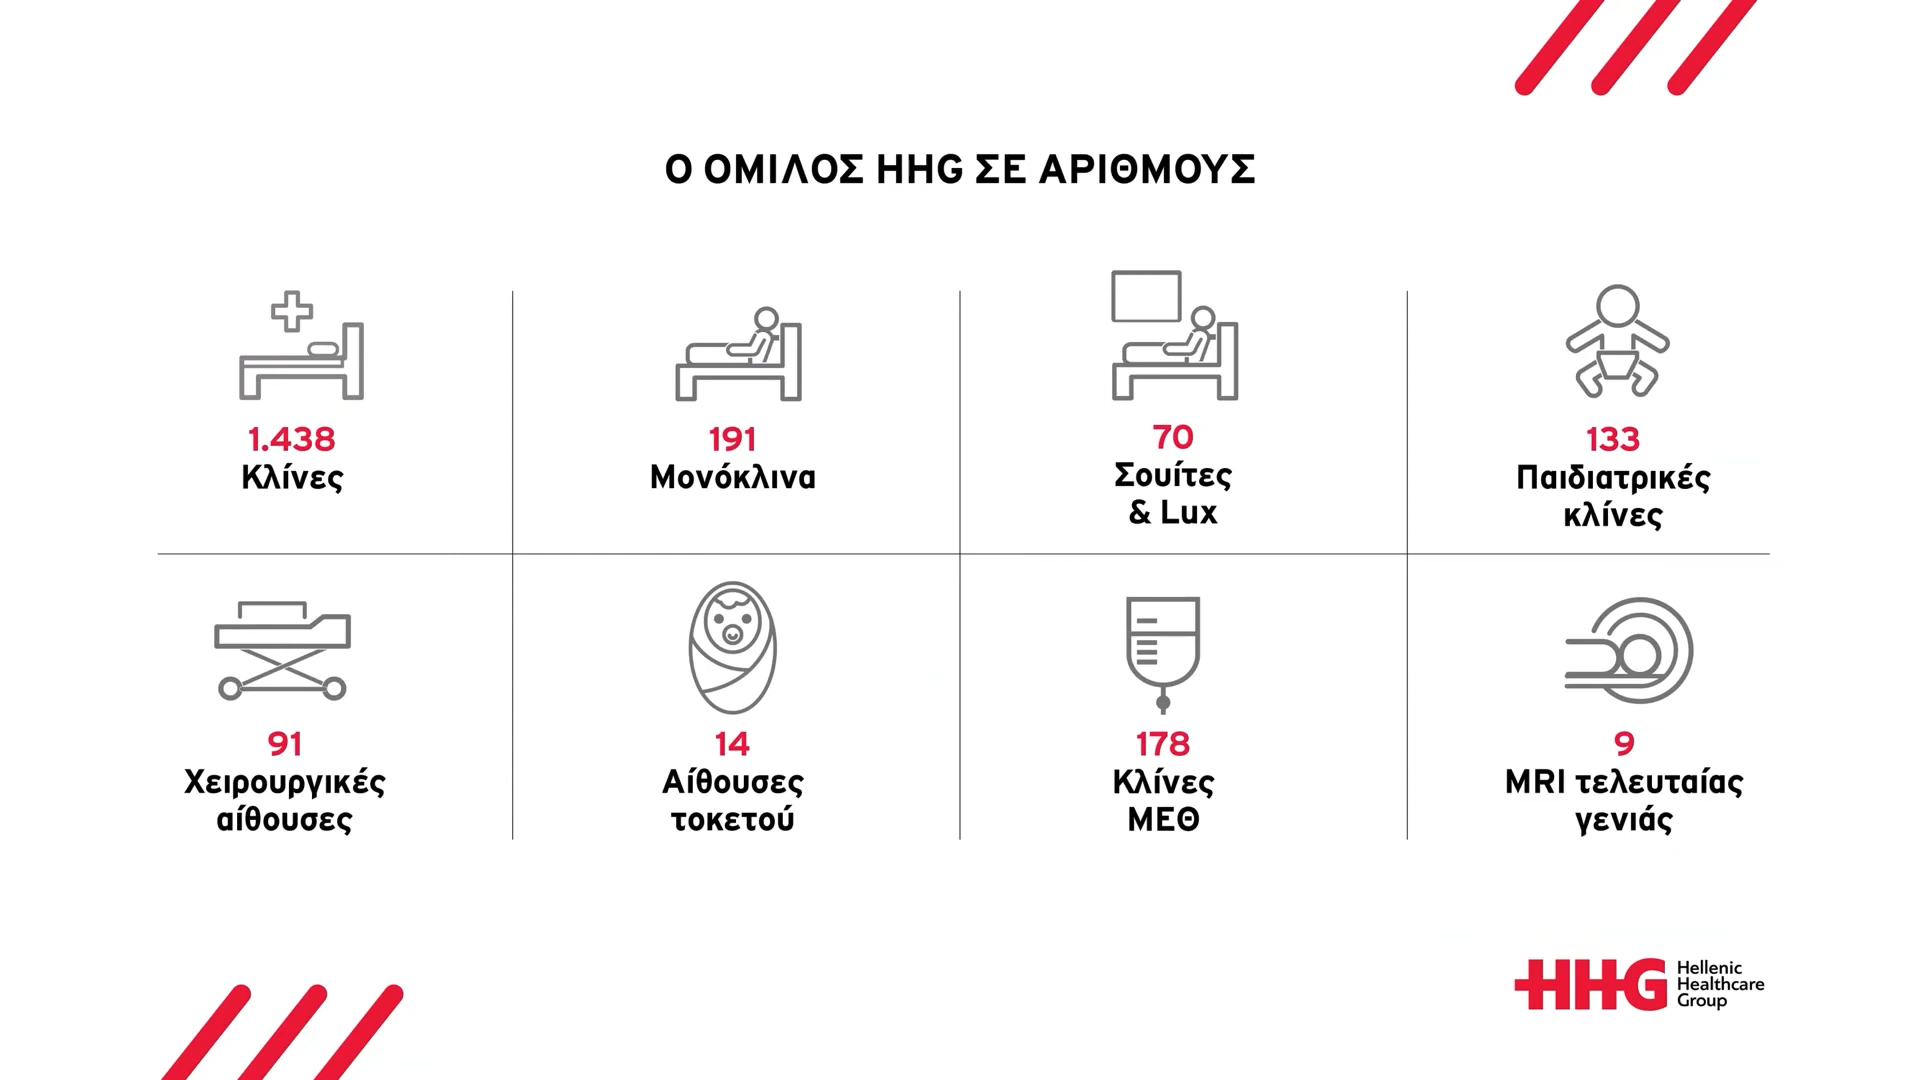 Ο ΟΜΙΛΟΣ HHG ΣΕ ΑΡΙΘΜΟΥΣ
1.438
Κλίνες
191
Μονόκλινα
70
Σουίτες
& Lux
133
Παιδιατρικές
κλίνες
91
Χειρουργικές
αίθουσες
14
Αίθουσες
τοκετού
178
Κλίνες
ΜΕΘ
9
MRI τελευταίας
γενιάς
HHG
Hellenic
Healthcare
Group